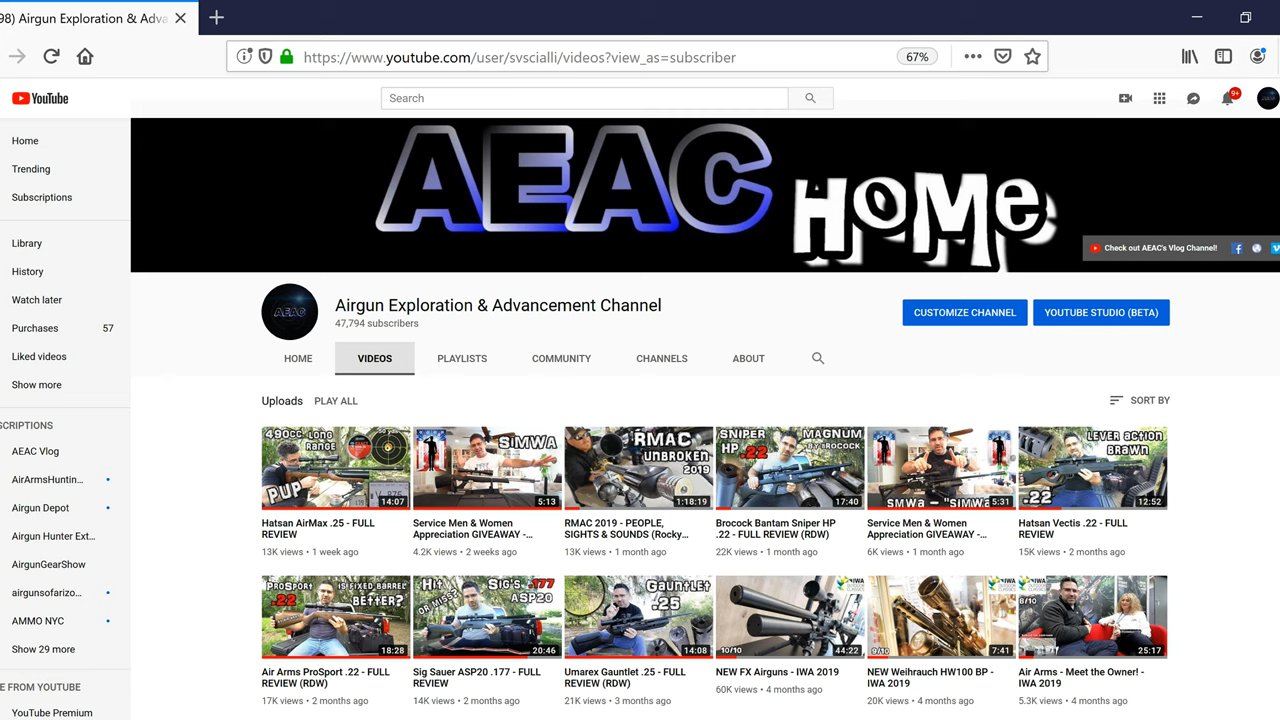 98) Airgun Exploration & Adva
https://www.youtube.com/user/svscialli/videos?view_as=subscriber
67%
YouTube
Search
9+
Home
Trending
Subscriptions
Library
History
Watch later
Purchases 57
Liked videos
Show more
SCRIPTIONS
AEAC Vlog
AirArmsHuntin...
Airgun Depot
Airgun Hunter Ext...
AirgunGearShow
airgunsofarizo...
AMMO NYC
Show 29 more
E FROM YOUTUBE
YouTube Premium
AEAC HOME
Check out AEAC's Vlog Channel!
AEAC
Airgun Exploration & Advancement Channel
47,794 subscribers
CUSTOMIZE CHANNEL
YOUTUBE STUDIO (BETA)
HOME VIDEOS PLAYLISTS COMMUNITY CHANNELS ABOUT
Uploads PLAY ALL
SORT BY
490cc LONG
RANGE
PUP
14:07
Hatsan AirMax .25 - FULL
REVIEW
13K views • 1 week ago
SiMWA
5:13
Service Men & Women
Appreciation GIVEAWAY -...
4.2K views • 2 weeks ago
RMAC
UNBROKEN
2019
1:18:19
RMAC 2019 - PEOPLE,
SIGHTS & SOUNDS (Rocky...
13K views • 1 month ago
SNIPER
HP .22
MAGNUM
BY BROCOCK
17:40
Brocock Bantam Sniper HP
.22 - FULL REVIEW (RDW)
22K views • 1 month ago
SMWa - "SiMWa
5:31
Service Men & Women
Appreciation GIVEAWAY -...
6K views • 1 month ago
LEVER ACTION
BRAWN
.22
12:52
Hatsan Vectis .22 - FULL
REVIEW
15K views • 2 months ago
PROSPORT
.22
IS FIXED BARREL
BETTER?
18:28
Air Arms ProSport .22 - FULL
REVIEW (RDW)
17K views • 2 months ago
Hit
OR MISS?
SIG'S .177
ASP20
20:46
Sig Sauer ASP20 .177 - FULL
REVIEW
14K views • 2 months ago
GAUNTLET
.25
14:08
Umarex Gauntlet .25 - FULL
REVIEW (RDW)
21K views • 3 months ago
IWA
10/10
44:22
NEW FX Airguns - IWA 2019
60K views • 4 months ago
IWA
9/10
7:41
NEW Weihrauch HW100 BP -
IWA 2019
20K views • 4 months ago
8/10
IWA
25:17
Air Arms - Meet the Owner! -
IWA 2019
5.3K views • 4 months ago